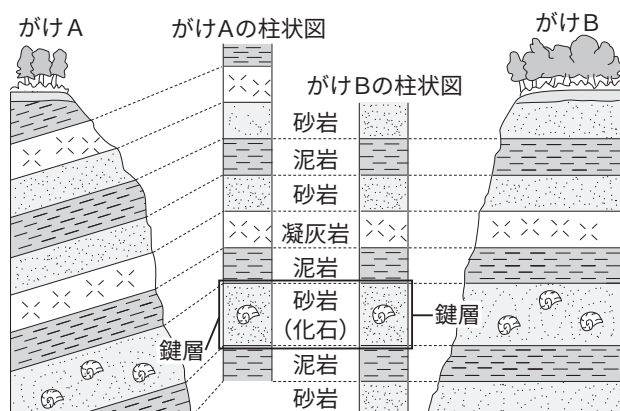 がけA
がけAの柱状図
がけB
がけBの柱状図
砂岩
泥岩
砂岩
凝灰岩
泥岩
砂岩
(化石)
鍵層
鍵層
泥岩
砂岩